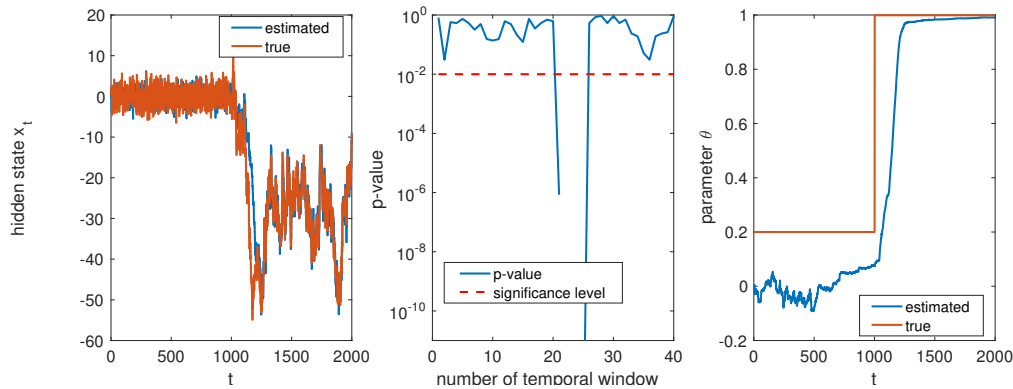 hidden state x_t
20
10
0
-10
-20
-30
-40
-50
-60
0 500 1000 1500 2000
t
estimated
true
p-value
10^0
10^-2
10^-4
10^-6
10^-8
10^-10
0 10 20 30 40
number of temporal window
p-value
significance level
parameter θ
1
0.8
0.6
0.4
0.2
0
-0.2
0 500 1000 1500 2000
t
estimated
true